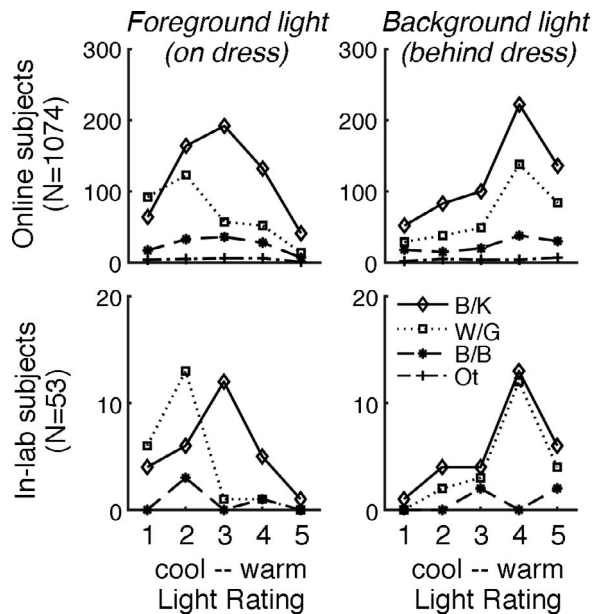 Foreground light
(on dress)
Background light
(behind dress)
Online subjects
(N=1074)
300
200
100
0
300
200
100
0
In-lab subjects
(N=53)
20
10
0
20
10
0
B/K
W/G
B/B
Ot
1 2 3 4 5
1 2 3 4 5
cool -- warm
Light Rating
cool -- warm
Light Rating